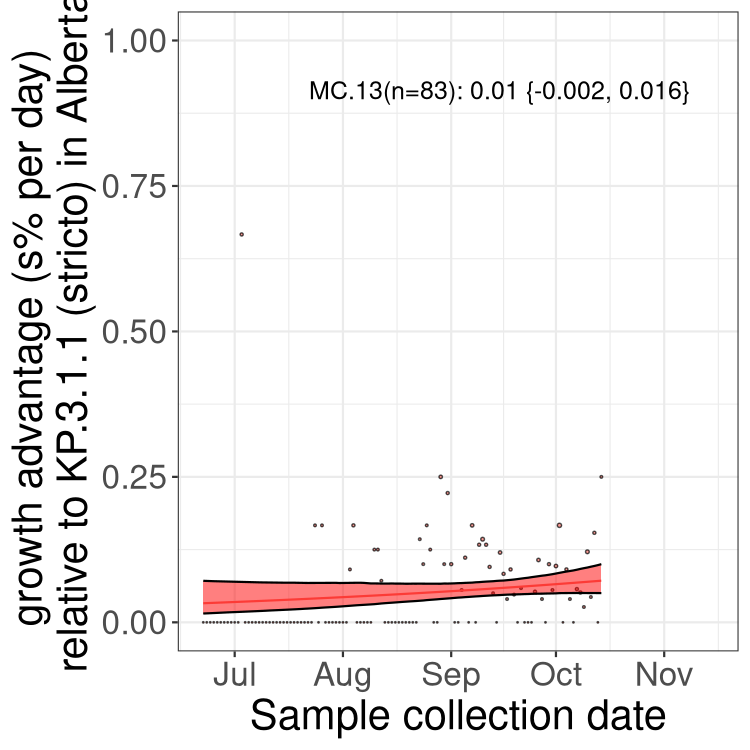 growth advantage (s% per day)
relative to KP.3.1.1 (stricto) in Alberta
1.00
0.75
0.50
0.25
0.00
MC.13(n=83): 0.01 {-0.002, 0.016}
Jul Aug Sep Oct Nov
Sample collection date